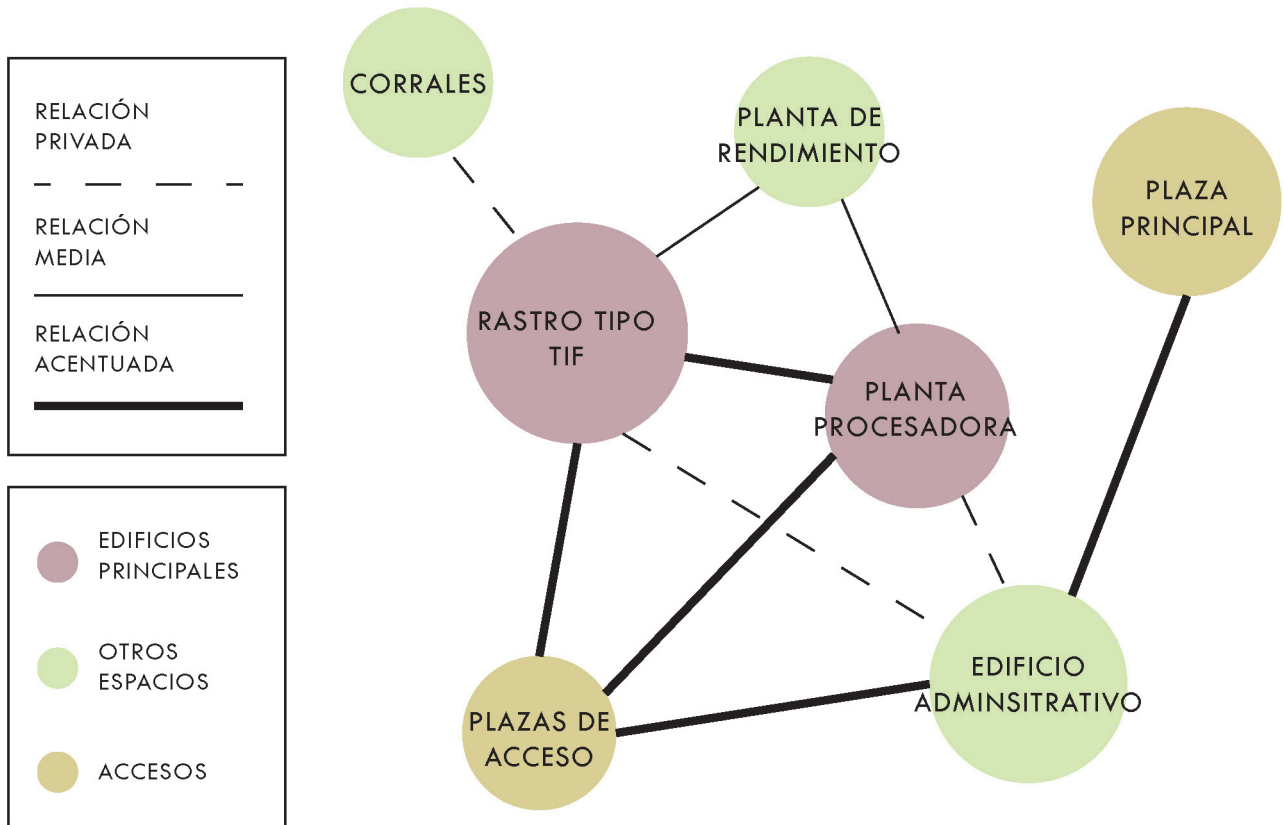 RELACIÓN
PRIVADA
RELACIÓN
MEDIA
RELACIÓN
ACENTUADA
EDIFICIOS
PRINCIPALES
OTROS
ESPACIOS
ACCESOS
CORRALES
PLANTA DE
RENDIMIENTO
PLAZA
PRINCIPAL
RASTRO TIPO
TIF
PLANTA
PROCESADORA
EDIFICIO
ADMINSITRATIVO
PLAZAS DE
ACCESO